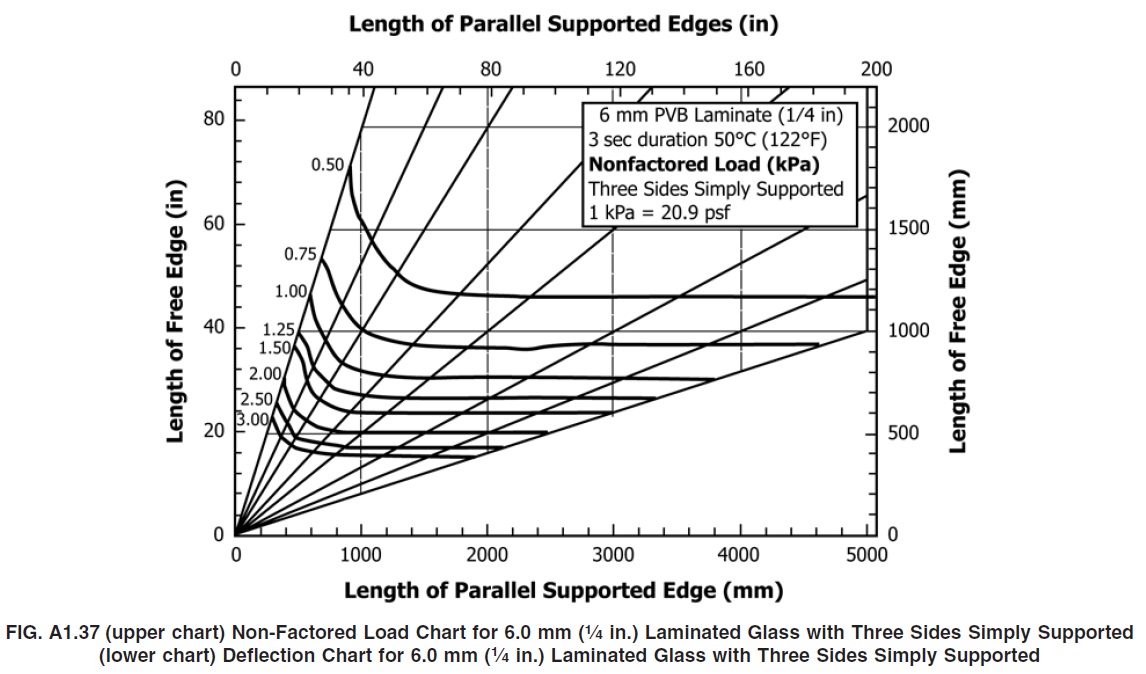 Length of Parallel Supported Edges (in)
0 40 80 120 160 200
80
60
40
20
0
Length of Free Edge (in)
0.50
0.75
1.00
1.25
1.50
2.00
2.50
3.00
6 mm PVB Laminate (1/4 in)
3 sec duration 50°C (122°F)
Nonfactored Load (kPa)
Three Sides Simply Supported
1 kPa = 20.9 psf
2000
1500
1000
500
0
Length of Free Edge (mm)
0 1000 2000 3000 4000 5000
Length of Parallel Supported Edge (mm)
FIG. A1.37 (upper chart) Non-Factored Load Chart for 6.0 mm (¼ in.) Laminated Glass with Three Sides Simply Supported
(lower chart) Deflection Chart for 6.0 mm (¼ in.) Laminated Glass with Three Sides Simply Supported